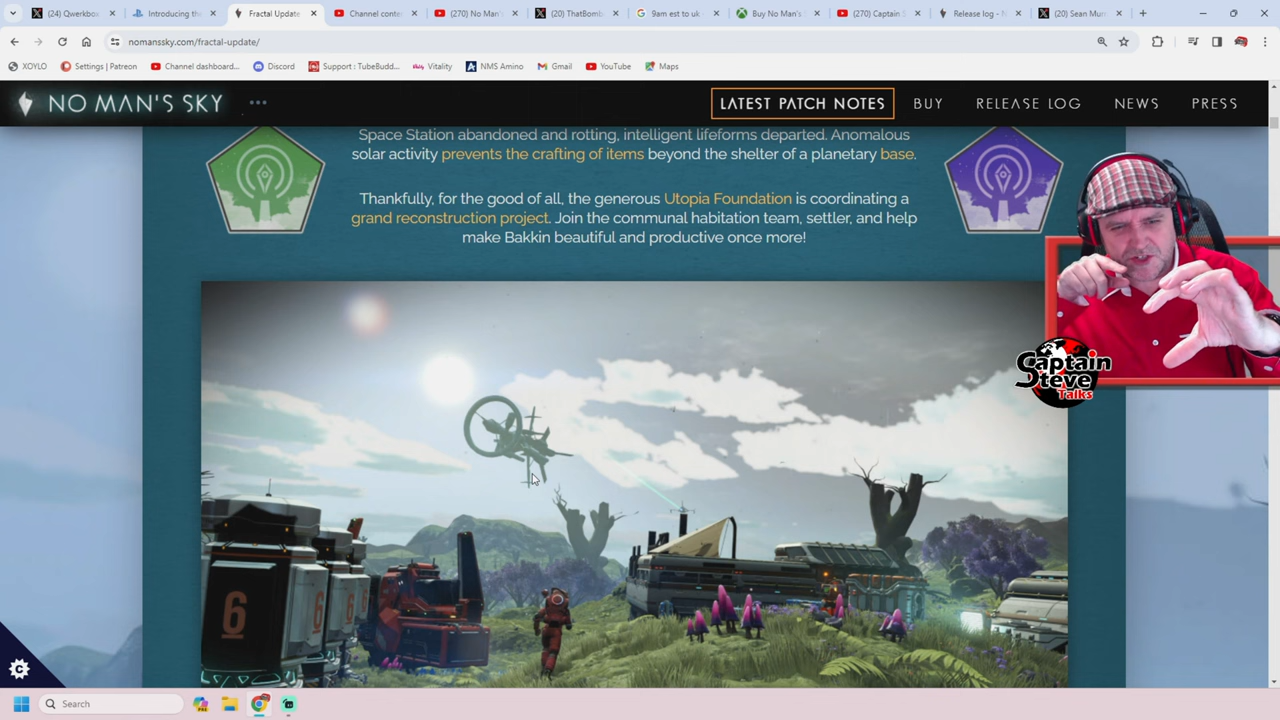 (24) Qwerkbo
Introducing the
Fractal Update
Channel conte
(270) No Man's
(20) ThatBomb
9am est to uk
Buy No Man's
(270) Captain
Release log -
(20) Sean Mur
nomanssky.com/fractal-update/
XOYLO
Settings | Patreon
Channel dashboard...
Discord
Support : TubeBudd...
Vitality
NMS Amino
Gmail
YouTube
Maps
NO MAN'S SKY
LATEST PATCH NOTES
BUY
RELEASE LOG
NEWS
PRESS
Space Station abandoned and rotting, intelligent lifeforms departed. Anomalous
solar activity prevents the crafting of items beyond the shelter of a planetary base.
Thankfully, for the good of all, the generous Utopia Foundation is coordinating a
grand reconstruction project. Join the communal habitation team, settler, and help
make Bakkin beautiful and productive once more!
Captain
Steve
Talks
6
6
6
Search